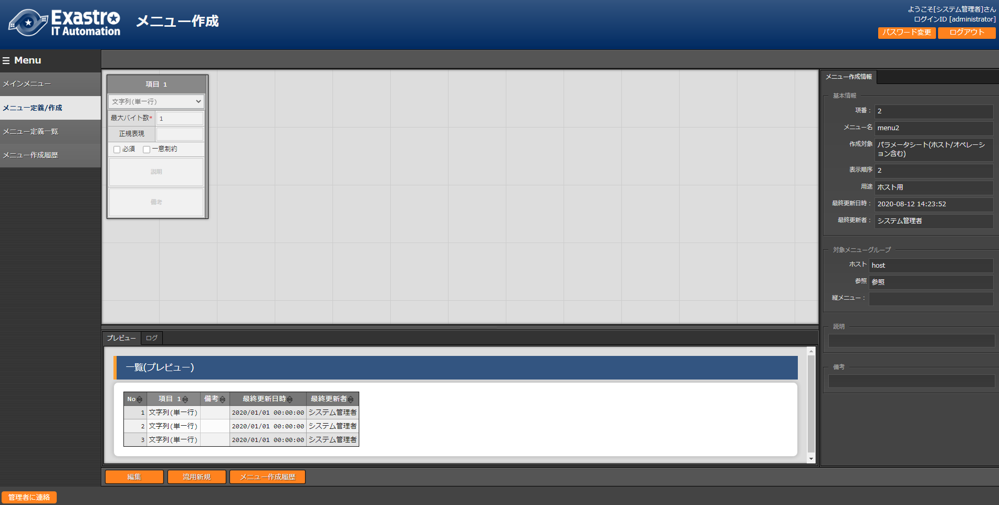 Exastro
IT Automation
メニュー作成
ようこそ[システム管理者]さん
ログインID [administrator]
パスワード変更
ログアウト
Menu
メインメニュー
メニュー定義/作成
メニュー定義一覧
メニュー作成履歴
項目 1
文字列(単一行)
最大バイト数* 1
正規表現
必須 一意制約
説明
備考
プレビュー ログ
一覧(プレビュー)
No 項目 1 備考 最終更新日時 最終更新者
1 文字列(単一行) 2020/01/01 00:00:00 システム管理者
2 文字列(単一行) 2020/01/01 00:00:00 システム管理者
3 文字列(単一行) 2020/01/01 00:00:00 システム管理者
編集 流用新規 メニュー作成履歴
メニュー作成情報
基本情報
項番： 2
メニュー名 menu2
作成対象 パラメータシート(ホスト/オペレーシ
ョン含む)
表示順序 2
用途 ホスト用
最終更新日時： 2020-08-12 14:23:52
最終更新者： システム管理者
対象メニューグループ
ホスト host
参照 参照
縦メニュー：
説明
備考
管理者に連絡